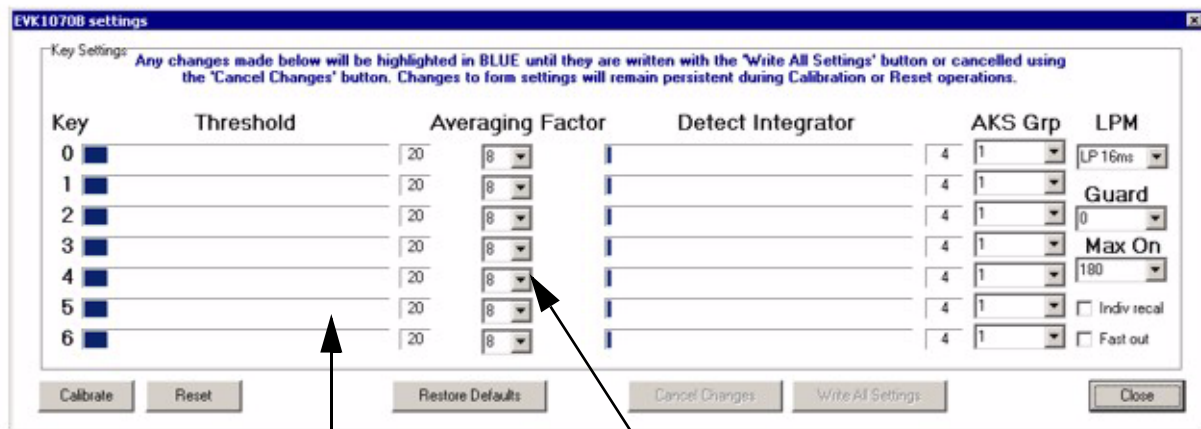 EVK1070B settings
Key Settings
Any changes made below will be highlighted in BLUE until they are written with the 'Write All Settings' button or cancelled using
the 'Cancel Changes' button. Changes to form settings will remain persistent during Calibration or Reset operations.
Key Threshold Averaging Factor Detect Integrator AKS Grp LPM
0 20 8 4 1 LP 16ms
1 20 8 4 1
Guard
2 20 8 4 1 0
3 20 8 4 1 Max On
4 20 8 4 1 180
5 20 8 4 1 Indiv recal
6 20 8 4 1 Fast out
Calibrate Reset Restore Defaults Cancel Changes Write All Settings Close